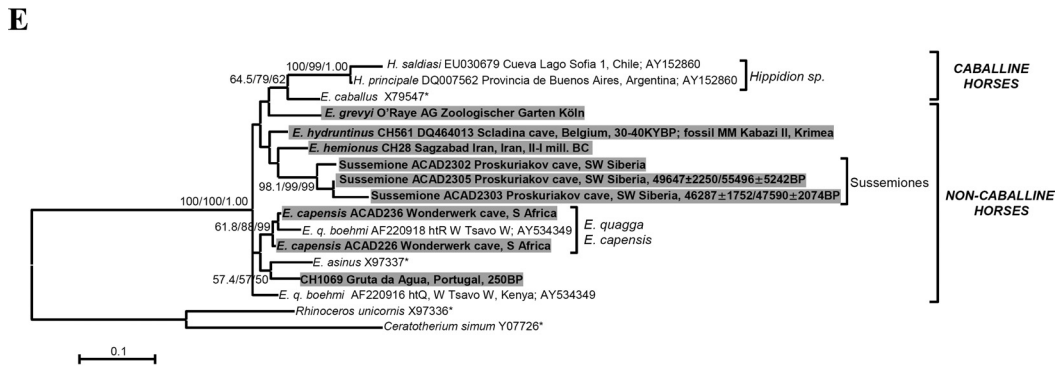 E
100/99/1.00
H. saldiasi EU030679 Cueva Lago Sofia 1, Chile; AY152860
64.5/79/62
H. principale DQ007562 Provincia de Buenos Aires, Argentina; AY152860
Hippidion sp.
E. caballus X79547*
CABALLINE
HORSES
E. grevyi O'Raye AG Zoologischer Garten Köln
E. hydruntinus CH561 DQ464013 Scladina cave, Belgium, 30-40KYBP; fossil MM Kabazi II, Krimea
E. hemionus CH28 Sagzabad Iran, Iran, II-I mill. BC
Sussemione ACAD2302 Proskuriakov cave, SW Siberia
Sussemione ACAD2305 Proskuriakov cave, SW Siberia, 49647±2250/55496±5242BP
98.1/99/99
Sussemione ACAD2303 Proskuriakov cave, SW Siberia, 46287±1752/47590±2074BP
Sussemiones
NON-CABALLINE
HORSES
100/100/1.00
E. capensis ACAD236 Wonderwerk cave, S Africa
61.8/88/99
E. q. boehmi AF220918 htR W Tsavo W; AY534349
E. capensis ACAD226 Wonderwerk cave, S Africa
E. quagga
E. capensis
E. asinus X97337*
57.4/57/50
CH1069 Gruta da Agua, Portugal, 250BP
E. q. boehmi AF220916 htQ, W Tsavo W, Kenya; AY534349
Rhinoceros unicornis X97336*
Ceratotherium simum Y07726*
0.1